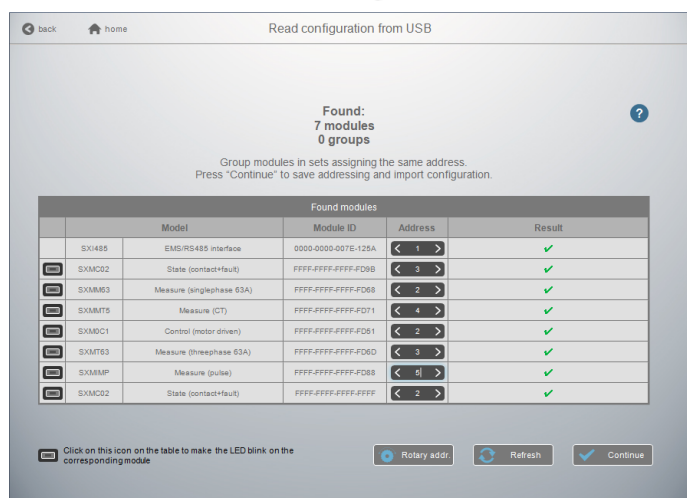 back home Read configuration from USB
Found:
7 modules
0 groups
?
Group modules in sets assigning the same address.
Press "Continue" to save addressing and import configuration.
Found modules
Model Module ID Address Result
SXI485 EMS/RS485 interface 0000-0000-007E-125A 1
SXMC02 State (contact+fault) FFFF-FFFF-FFFF-FD9B 3
SXMM63 Measure (singlephase 63A) FFFF-FFFF-FFFF-FD68 2
SXMMT5 Measure (CT) FFFF-FFFF-FFFF-FD71 4
SXM0C1 Control (motor driven) FFFF-FFFF-FFFF-FD51 2
SXMT63 Measure (threephase 63A) FFFF-FFFF-FFFF-FD6D 3
SXMIMP Measure (pulse) FFFF-FFFF-FFFF-FD88 5
SXMC02 State (contact+fault) FFFF-FFFF-FFFF-FFFF 2
Click on this icon on the table to make the LED blink on the
corresponding module
Rotary addr. Refresh Continue